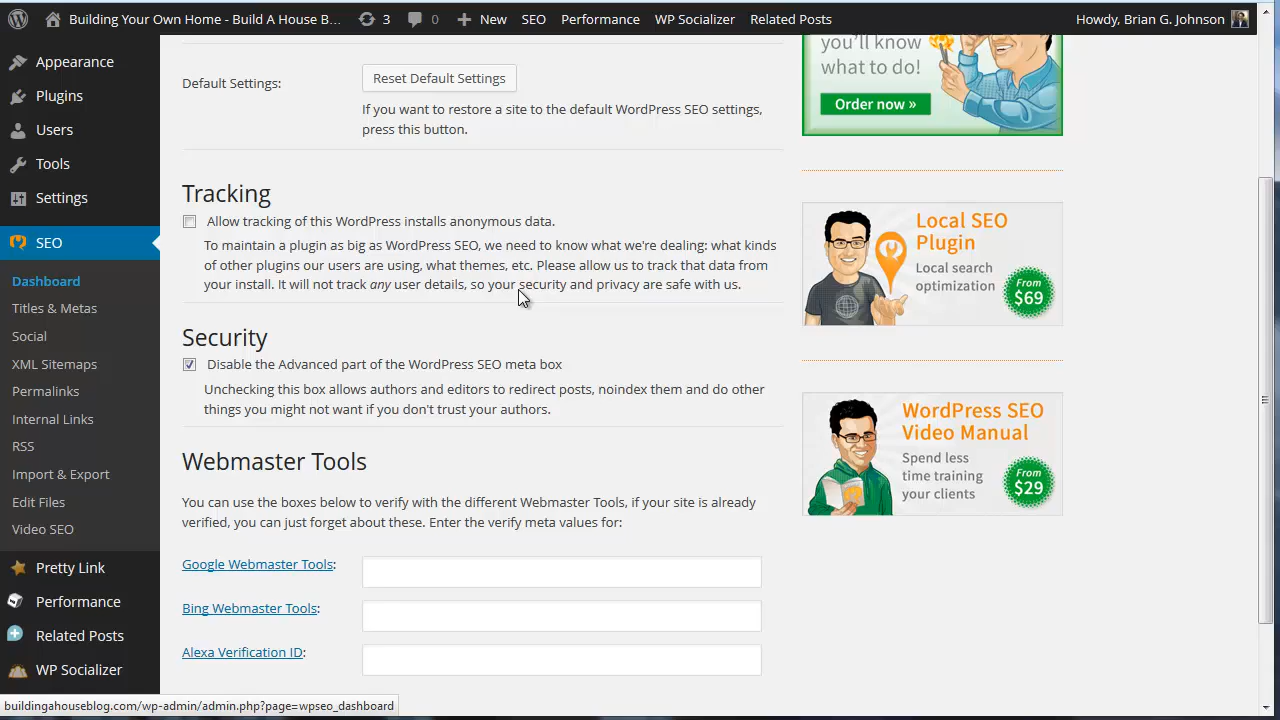 Building Your Own Home - Build A House B...
3
0
New
SEO
Performance
WP Socializer
Related Posts
Howdy, Brian G. Johnson
Appearance
Plugins
Users
Tools
Settings
SEO
Dashboard
Titles & Metas
Social
XML Sitemaps
Permalinks
Internal Links
RSS
Import & Export
Edit Files
Video SEO
Pretty Link
Performance
Related Posts
WP Socializer
Default Settings:
Reset Default Settings
If you want to restore a site to the default WordPress SEO settings,
press this button.
Tracking
Allow tracking of this WordPress installs anonymous data.
To maintain a plugin as big as WordPress SEO, we need to know what we're dealing: what kinds
of other plugins our users are using, what themes, etc. Please allow us to track that data from
your install. It will not track any user details, so your security and privacy are safe with us.
Security
Disable the Advanced part of the WordPress SEO meta box
Unchecking this box allows authors and editors to redirect posts, noindex them and do other
things you might not want if you don't trust your authors.
Webmaster Tools
You can use the boxes below to verify with the different Webmaster Tools, if your site is already
verified, you can just forget about these. Enter the verify meta values for:
Google Webmaster Tools:
Bing Webmaster Tools:
Alexa Verification ID:
you'll know
what to do!
Order now »
Local SEO
Plugin
Local search
optimization
From
$69
WordPress SEO
Video Manual
Spend less
time training
your clients
From
$29
buildingahouseblog.com/wp-admin/admin.php?page=wpseo_dashboard